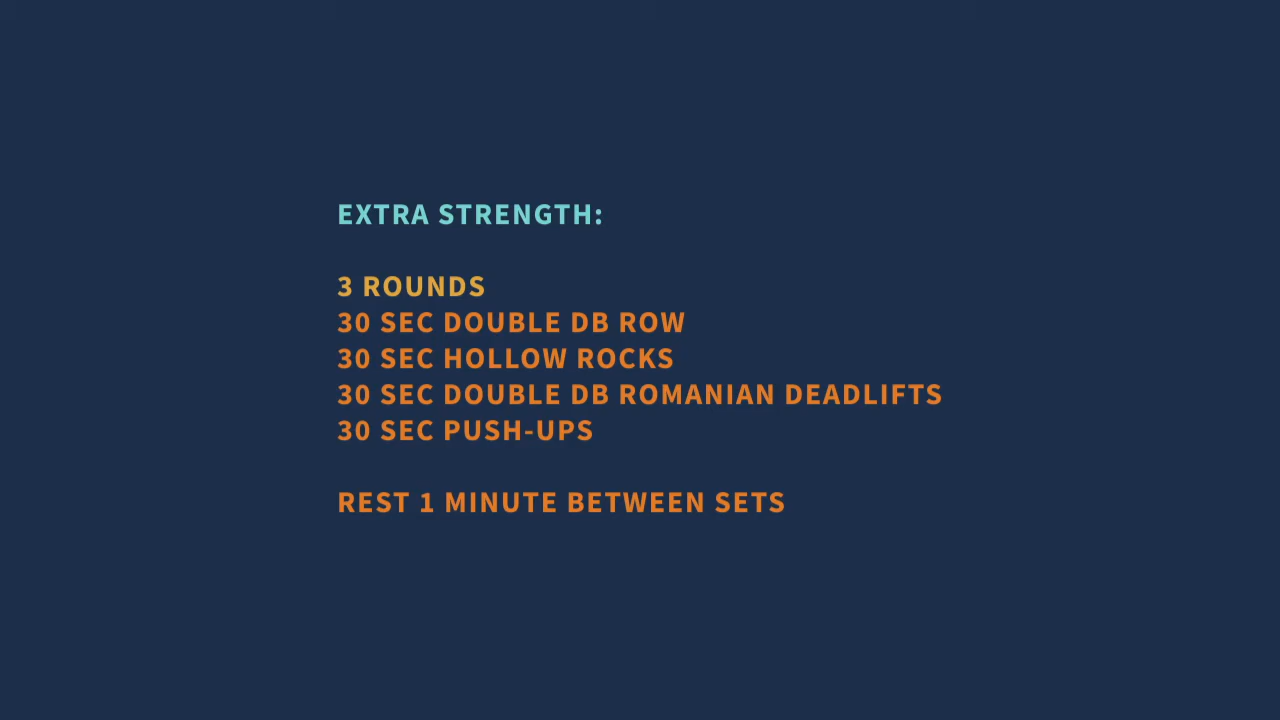 EXTRA STRENGTH:
3 ROUNDS
30 SEC DOUBLE DB ROW
30 SEC HOLLOW ROCKS
30 SEC DOUBLE DB ROMANIAN DEADLIFTS
30 SEC PUSH-UPS
REST 1 MINUTE BETWEEN SETS